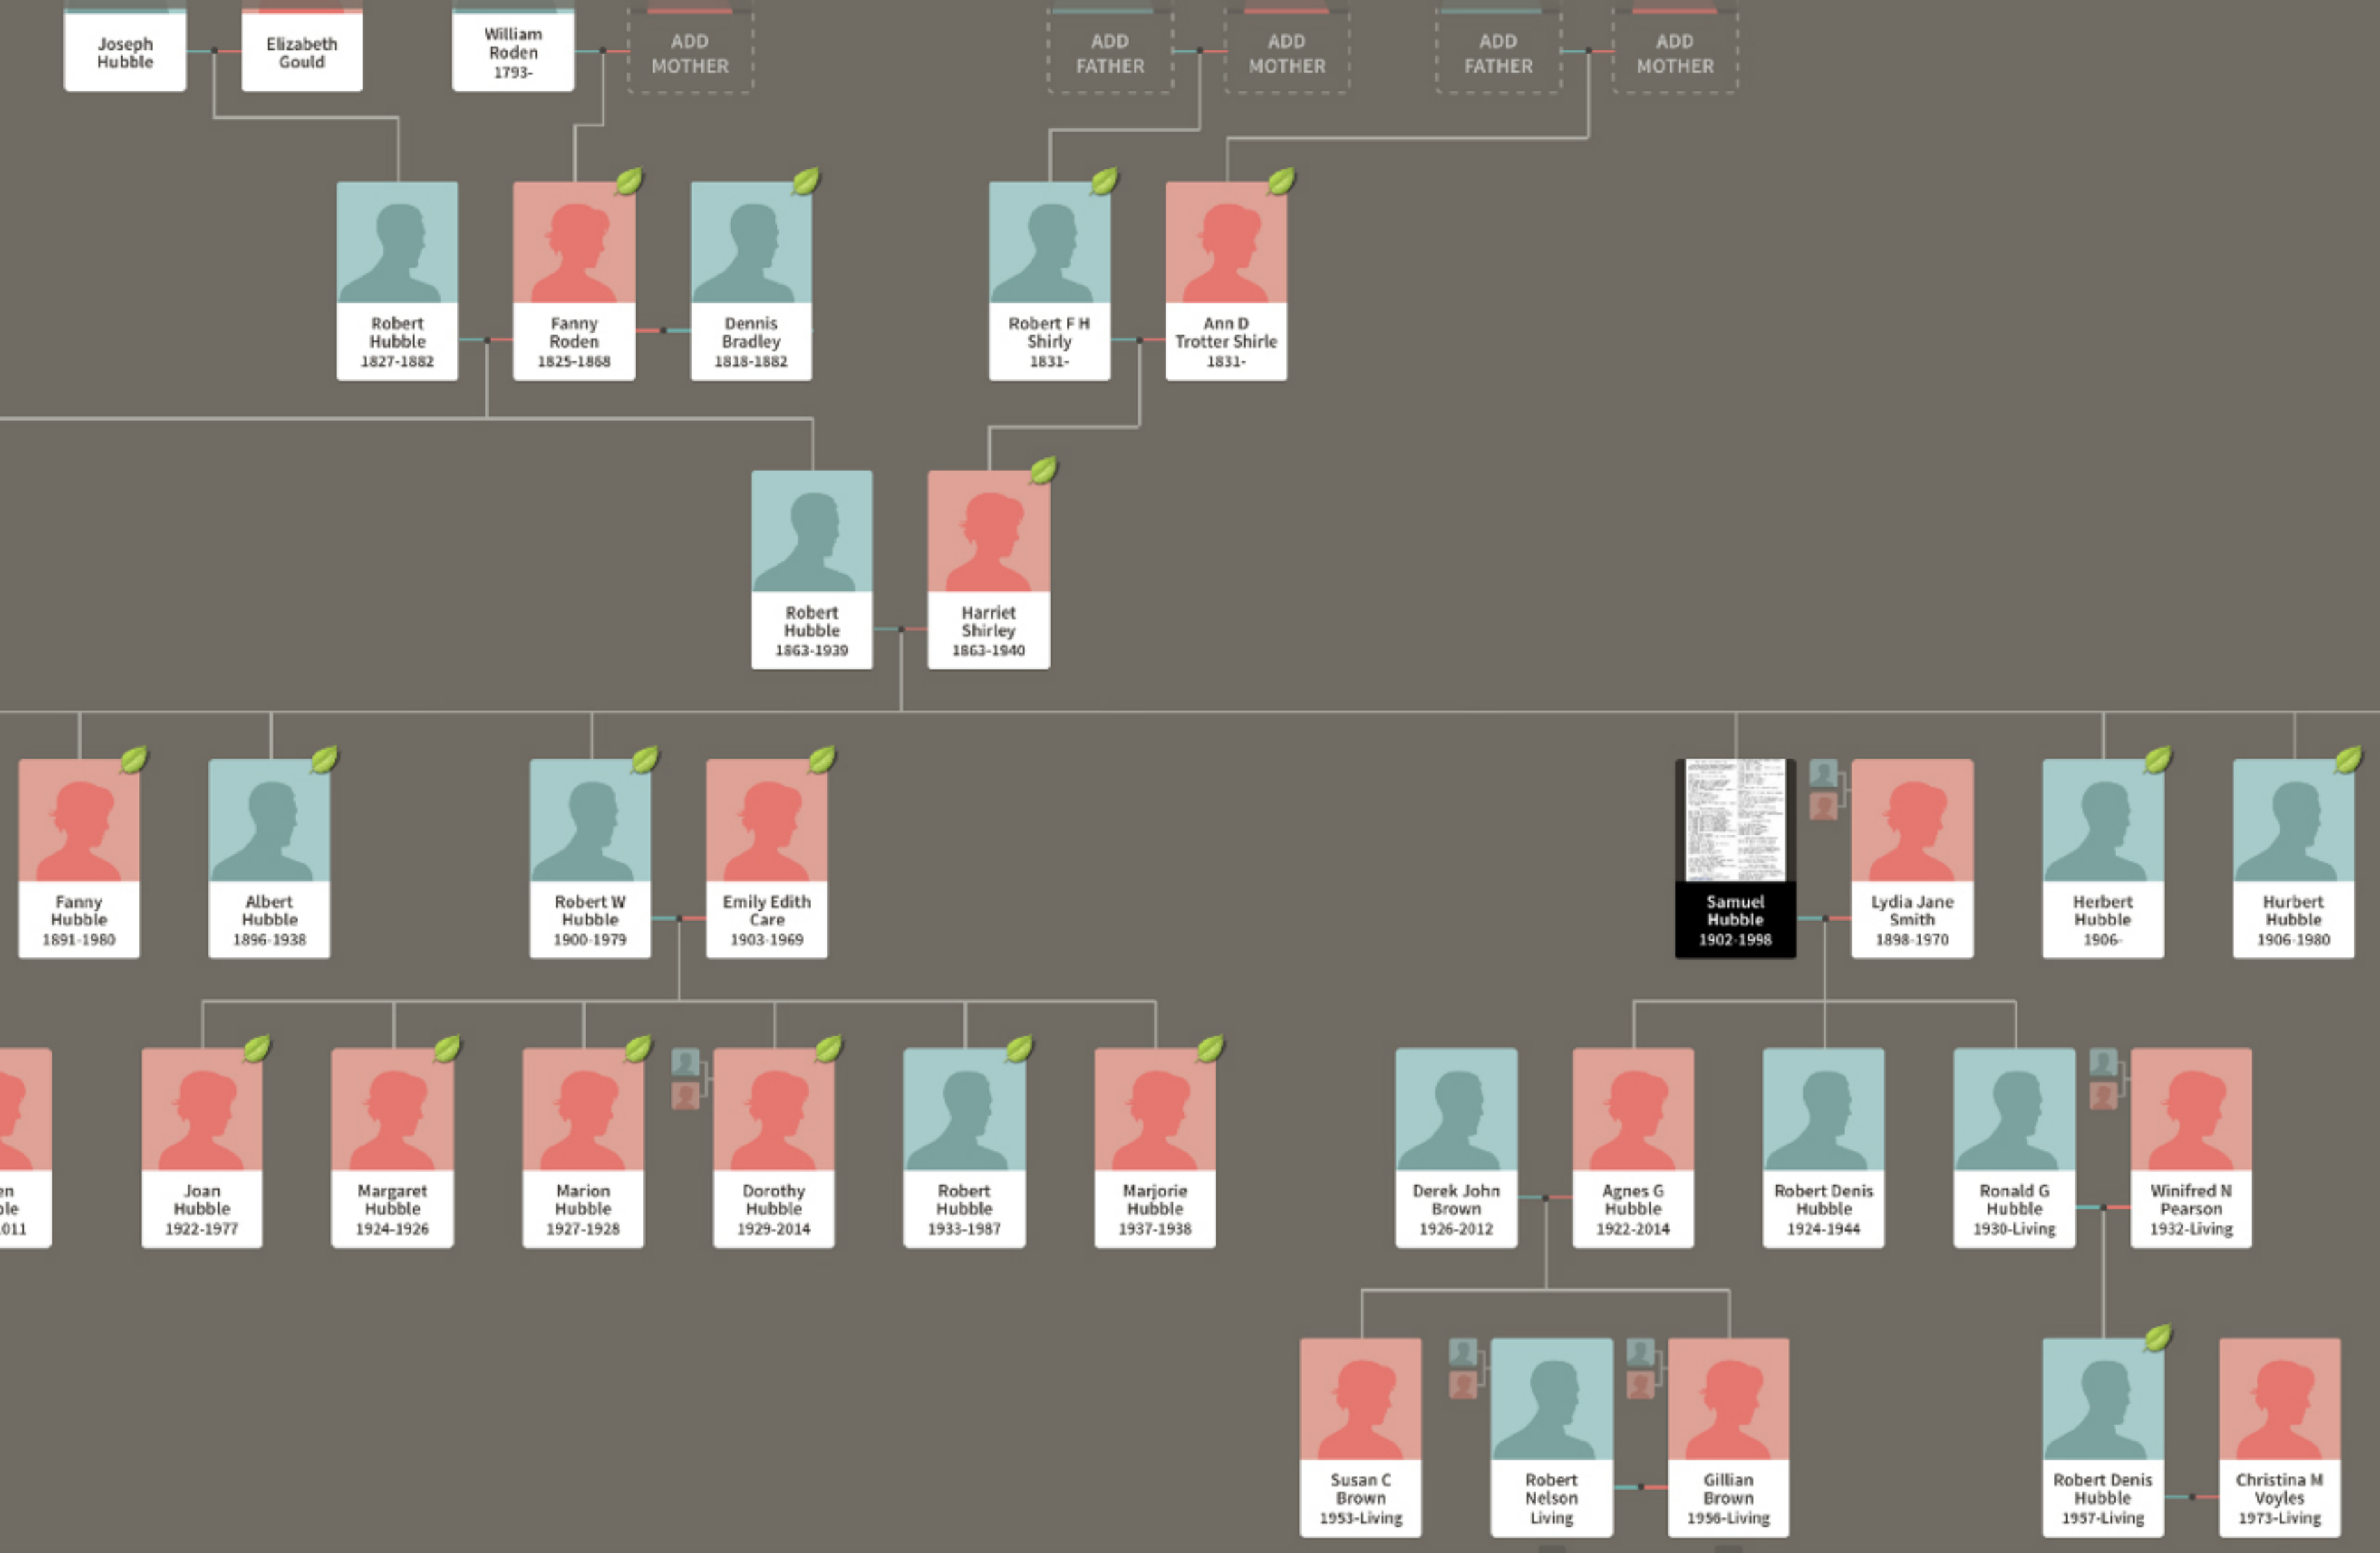 Joseph
Hubble
Elizabeth
Gould
William
Roden
1793-
ADD
MOTHER
ADD
FATHER
ADD
MOTHER
ADD
FATHER
ADD
MOTHER
Robert
Hubble
1827-1882
Fanny
Roden
1825-1868
Dennis
Bradley
1818-1882
Robert F H
Shirly
1831-
Ann D
Trotter Shirle
1831-
Robert
Hubble
1863-1939
Harriet
Shirley
1863-1940
Fanny
Hubble
1891-1980
Albert
Hubble
1896-1938
Robert W
Hubble
1900-1979
Emily Edith
Care
1903-1969
Samuel
Hubble
1902-1998
Lydia Jane
Smith
1898-1970
Herbert
Hubble
1906-
Hurbert
Hubble
1906-1980
en
ble
2011
Joan
Hubble
1922-1977
Margaret
Hubble
1924-1926
Marion
Hubble
1927-1928
Dorothy
Hubble
1929-2014
Robert
Hubble
1933-1987
Marjorie
Hubble
1937-1938
Derek John
Brown
1926-2012
Agnes G
Hubble
1922-2014
Robert Denis
Hubble
1924-1944
Ronald G
Hubble
1930-Living
Winifred N
Pearson
1932-Living
Susan C
Brown
1953-Living
Robert
Nelson
Living
Gillian
Brown
1956-Living
Robert Denis
Hubble
1957-Living
Christina M
Voyles
1973-Living